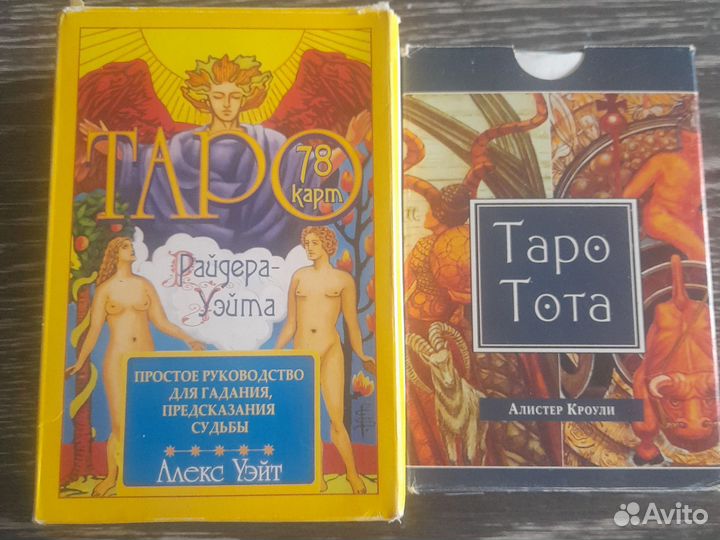 ТАРО
78
карт
Райдера-
Уэйта
ПРОСТОЕ РУКОВОДСТВО
ДЛЯ ГАДАНИЯ,
ПРЕДСКАЗАНИЯ
СУДЬБЫ
АЛЕКС УЭЙТ
Таро
Тота
Алистер Кроули
Avito